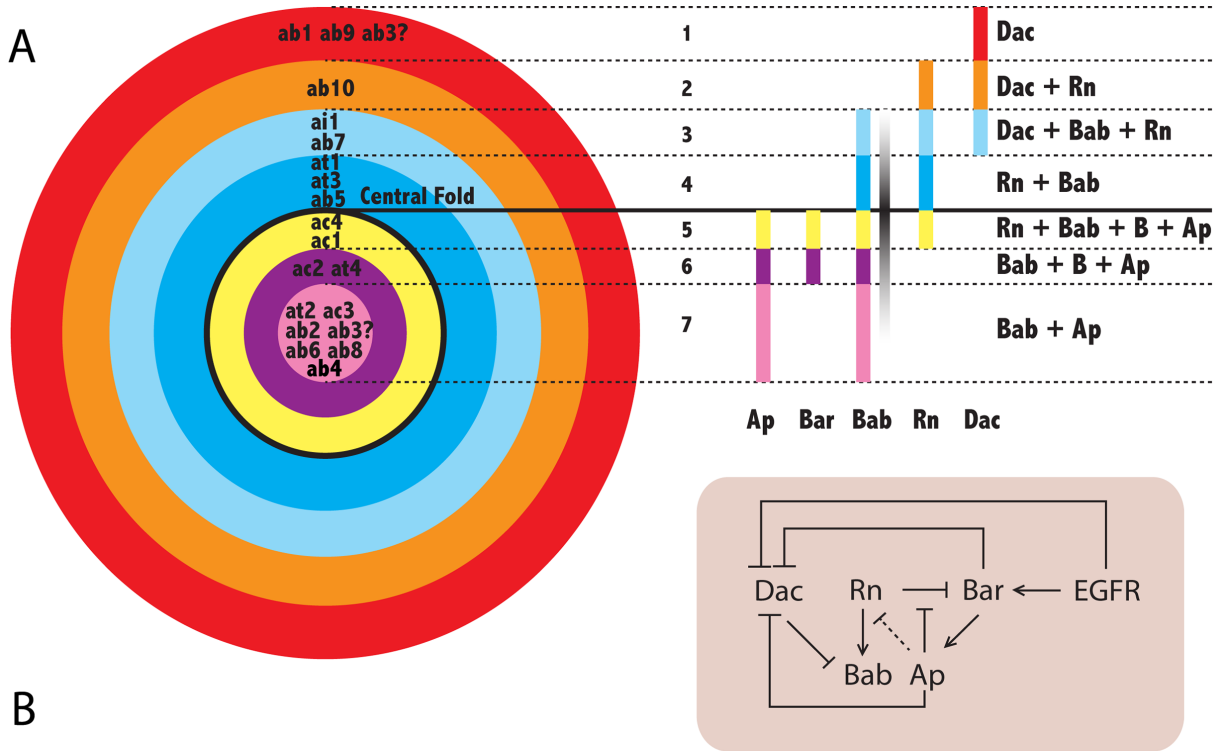 A
ab1 ab9 ab3?
1
Dac
ab10
2
Dac + Rn
ai1
ab7
3
Dac + Bab + Rn
at1
at3
ab5
4
Rn + Bab
Central Fold
ac4
ac1
5
Rn + Bab + B + Ap
ac2 at4
6
Bab + B + Ap
at2 ac3
ab2 ab3?
ab6 ab8
ab4
7
Bab + Ap
Ap Bar Bab Rn Dac
Dac Rn Bar EGFR
Bab Ap
B